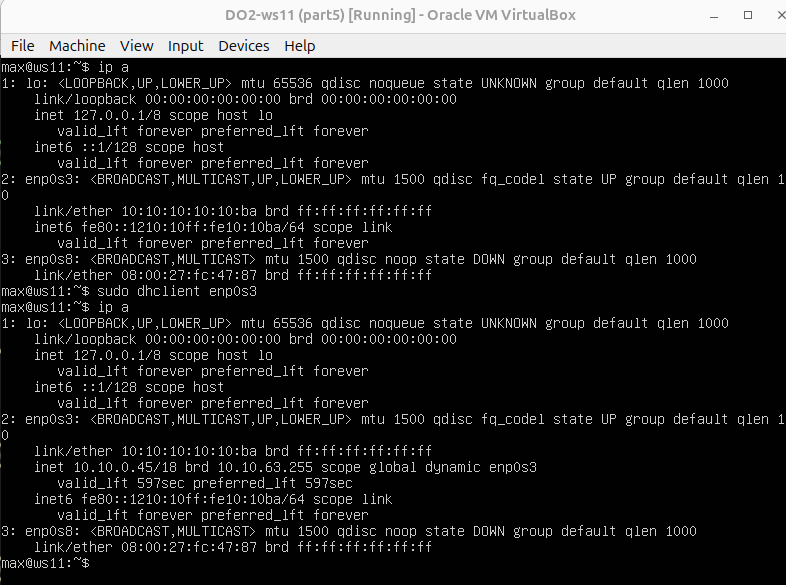 DO2-ws11 (part5) [Running] - Oracle VM VirtualBox
File Machine View Input Devices Help
max@ws11:~$ ip a
1: lo: <LOOPBACK,UP,LOWER_UP> mtu 65536 qdisc noqueue state UNKNOWN group default qlen 1000
    link/loopback 00:00:00:00:00:00 brd 00:00:00:00:00:00
    inet 127.0.0.1/8 scope host lo
       valid_lft forever preferred_lft forever
    inet6 ::1/128 scope host
       valid_lft forever preferred_lft forever
2: enp0s3: <BROADCAST,MULTICAST,UP,LOWER_UP> mtu 1500 qdisc fq_codel state UP group default qlen 1
0
    link/ether 10:10:10:10:10:ba brd ff:ff:ff:ff:ff:ff
    inet6 fe80::1210:10ff:fe10:10ba/64 scope link
       valid_lft forever preferred_lft forever
3: enp0s8: <BROADCAST,MULTICAST> mtu 1500 qdisc noop state DOWN group default qlen 1000
    link/ether 08:00:27:fc:47:87 brd ff:ff:ff:ff:ff:ff
max@ws11:~$ sudo dhclient enp0s3
max@ws11:~$ ip a
1: lo: <LOOPBACK,UP,LOWER_UP> mtu 65536 qdisc noqueue state UNKNOWN group default qlen 1000
    link/loopback 00:00:00:00:00:00 brd 00:00:00:00:00:00
    inet 127.0.0.1/8 scope host lo
       valid_lft forever preferred_lft forever
    inet6 ::1/128 scope host
       valid_lft forever preferred_lft forever
2: enp0s3: <BROADCAST,MULTICAST,UP,LOWER_UP> mtu 1500 qdisc fq_codel state UP group default qlen 1
0
    link/ether 10:10:10:10:10:ba brd ff:ff:ff:ff:ff:ff
    inet 10.10.0.45/18 brd 10.10.63.255 scope global dynamic enp0s3
       valid_lft 597sec preferred_lft 597sec
    inet6 fe80::1210:10ff:fe10:10ba/64 scope link
       valid_lft forever preferred_lft forever
3: enp0s8: <BROADCAST,MULTICAST> mtu 1500 qdisc noop state DOWN group default qlen 1000
    link/ether 08:00:27:fc:47:87 brd ff:ff:ff:ff:ff:ff
max@ws11:~$